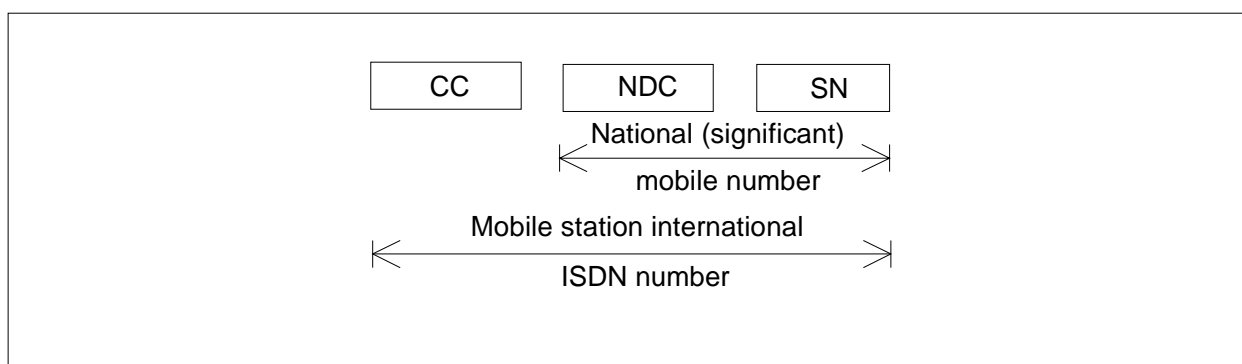 CC NDC SN
National (significant)
mobile number
Mobile station international
ISDN number